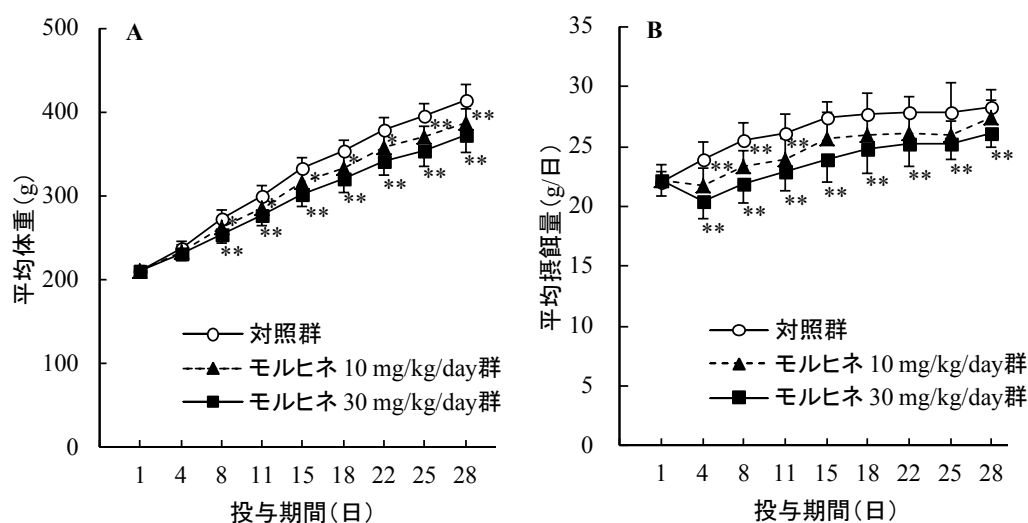 A
平均体重(g)
500
400
300
200
100
0
* * * * * ** **
** ** ** ** ** ** **
対照群
モルヒネ 10 mg/kg/day群
モルヒネ 30 mg/kg/day群
1 4 8 11 15 18 22 25 28
投与期間(日)
B
平均摂餌量(g/日)
35
30
25
20
15
10
5
0
** ** **
** ** ** ** ** ** ** **
対照群
モルヒネ 10 mg/kg/day群
モルヒネ 30 mg/kg/day群
1 4 8 11 15 18 22 25 28
投与期間(日)